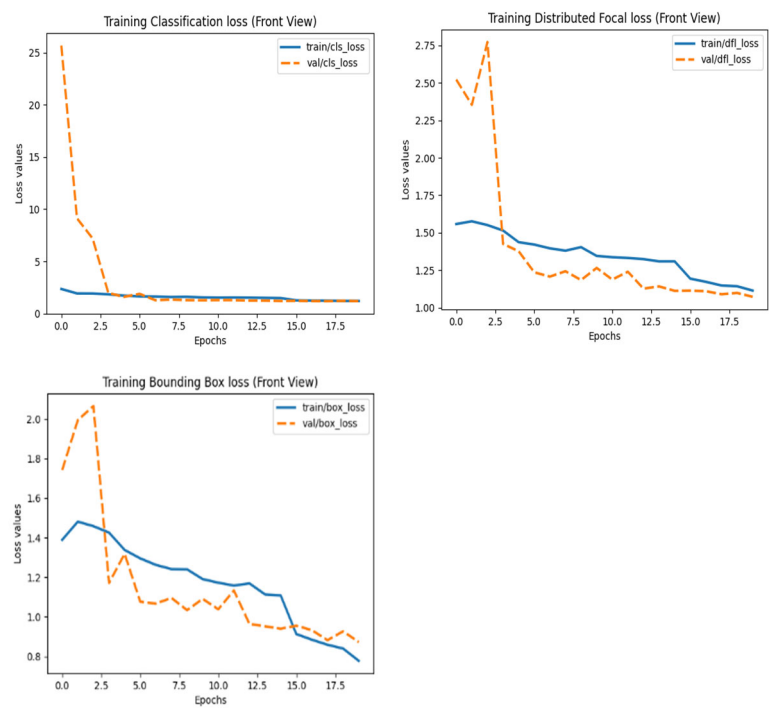 Training Classification loss (Front View)
train/cls_loss
val/cls_loss
25
20
15
10
5
0
Loss values
0.0 2.5 5.0 7.5 10.0 12.5 15.0 17.5
Epochs
Training Distributed Focal loss (Front View)
train/dfl_loss
val/dfl_loss
2.75
2.50
2.25
2.00
1.75
1.50
1.25
1.00
Loss values
0.0 2.5 5.0 7.5 10.0 12.5 15.0 17.5
Epochs
Training Bounding Box loss (Front View)
train/box_loss
val/box_loss
2.0
1.8
1.6
1.4
1.2
1.0
0.8
Loss values
0.0 2.5 5.0 7.5 10.0 12.5 15.0 17.5
Epochs